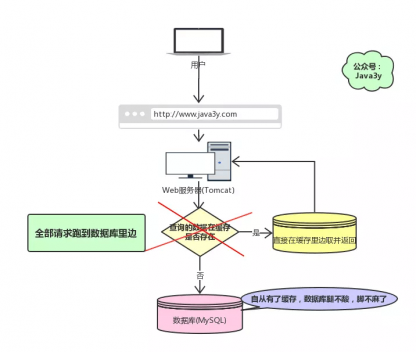 用户
公众号：
Java3y
http://www.java3y.com
Web服务器(Tomcat)
查询的数据在缓存
是否存在
全部请求跑到数据库里边
是
直接在缓存里边取并返回
否
自从有了缓存，数据库腿不酸，脚不麻了
数据库(MySQL)